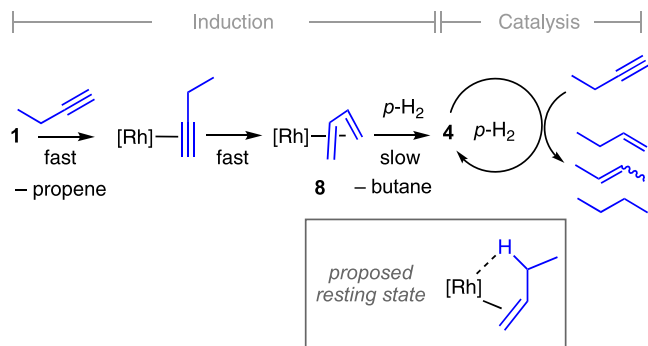 Induction Catalysis
1 fast – propene
[Rh]
fast
[Rh]
8
p-H2
slow
– butane
4 p-H2
proposed
resting state
[Rh]
H